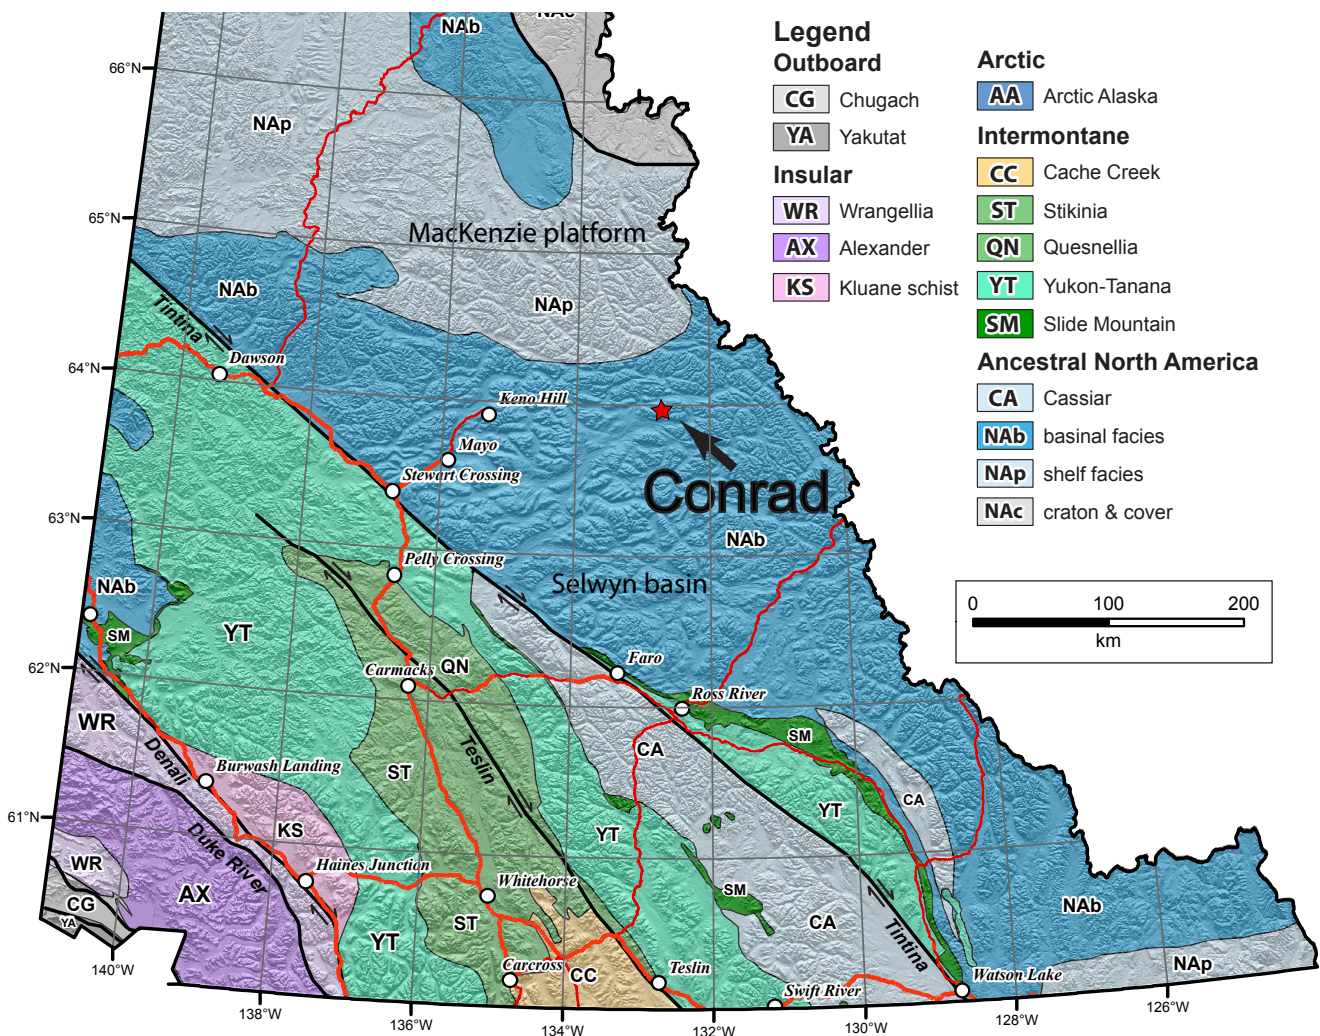 Legend
Outboard
CG Chugach
YA Yakutat
Insular
WR Wrangellia
AX Alexander
KS Kluane schist
Arctic
AA Arctic Alaska
Intermontane
CC Cache Creek
ST Stikinia
QN Quesnellia
YT Yukon-Tanana
SM Slide Mountain
Ancestral North America
CA Cassiar
NAb basinal facies
NAp shelf facies
NAc craton & cover
0 100 200
km
66°N
65°N
64°N
63°N
62°N
61°N
140°W
138°W
136°W
134°W
132°W
130°W
128°W
126°W
NAb
NAc
NAp
MacKenzie platform
NAb
NAp
Tintina
Dawson
Keno Hill
Mayo
Stewart Crossing
Conrad
NAb
Pelly Crossing
Selwyn basin
NAb
SM
YT
QN
Carmacks
Faro
Ross River
WR
SM
CA
Denali
Burwash Landing
ST
Teslin
CA
KS
YT
YT
Duke River
WR
Haines Junction
AX
Whitehorse
SM
CG
YA
ST
CA
NAb
YT
Tintina
Carcross
CC
Teslin
Swift River
Watson Lake
NAp